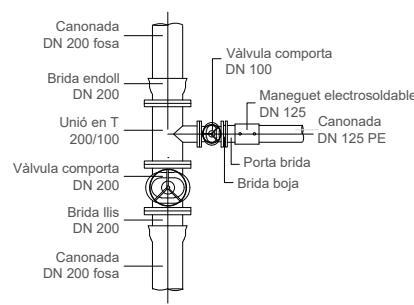 Canonada
DN 200 fosa
Brida endoll
DN 200
Unió en T
200/100
Vàlvula comporta
DN 200
Brida llis
DN 200
Canonada
DN 200 fosa
Vàlvula comporta
DN 100
Maneguet electrosoldable
DN 125
Canonada
DN 125 PE
Porta brida
Brida boja